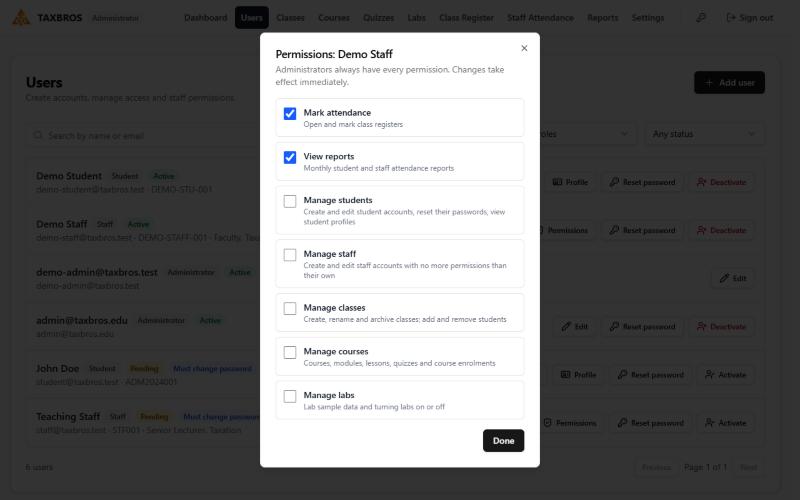 TAXBROS Administrator Dashboard Users Classes Courses Quizzes Labs Class Register Staff Attendance Reports Settings Sign out
Users
Create accounts, manage access and staff permissions.
Add user
Search by name or email
Any status
Demo Student Student Active
demo-student@taxbros.test · DEMO-STU-001
Profile Reset password Deactivate
Demo Staff Staff Active
demo-staff@taxbros.test · DEMO-STAFF-001 · Faculty,
Reset password Deactivate
demo-admin@taxbros.test Administrator Active
demo-admin@taxbros.test
Edit
admin@taxbros.edu Administrator Active
admin@taxbros.edu
Edit Reset password Deactivate
John Doe Student Pending Must change password
student@taxbros.test · ADM2024001
Profile Reset password Activate
Teaching Staff Staff Pending Must change
staff@taxbros.test · STF001 · Senior Lecturer, Taxation
Permissions Reset password Activate
6 users
Previous Page 1 of 1 Next
Permissions: Demo Staff
Administrators always have every permission. Changes take
effect immediately.
Mark attendance
Open and mark class registers
View reports
Monthly student and staff attendance reports
Manage students
Create and edit student accounts, reset their passwords, view
student profiles
Manage staff
Create and edit staff accounts with no more permissions than
their own
Manage classes
Create, rename and archive classes; add and remove students
Manage courses
Courses, modules, lessons, quizzes and course enrolments
Manage labs
Lab sample data and turning labs on or off
Done